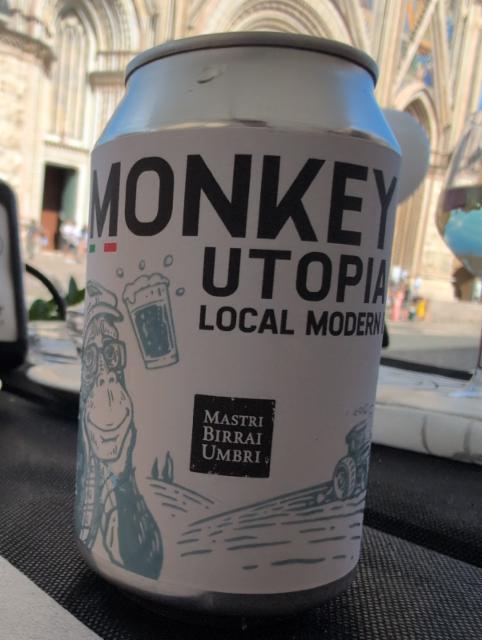 MONKEY
UTOPIA
LOCAL MODERN
MASTRI
BIRRAI
UMBRI